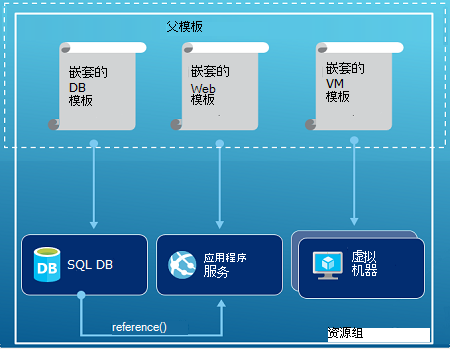 父模板
嵌套的
DB
模板
嵌套的
Web
模板
嵌套的
VM
模板
DB
SQL DB
应用程序
服务
虚拟
机器
reference()
资源组